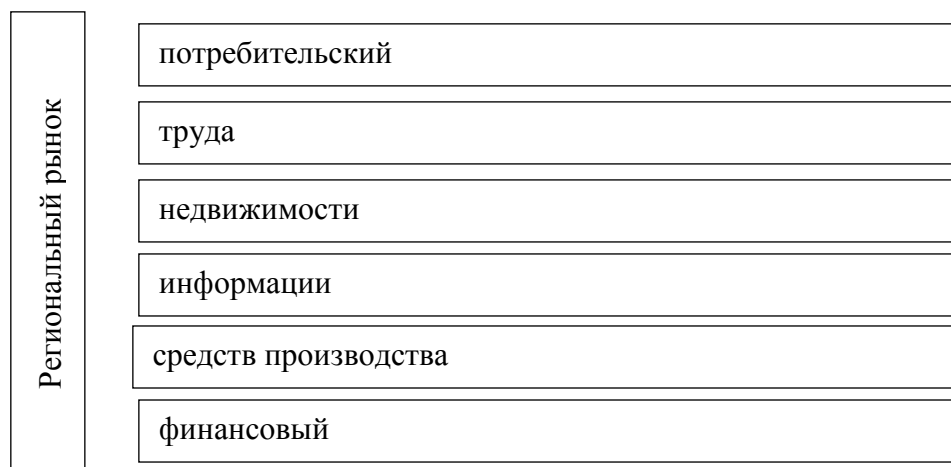 Региональный рынок
потребительский
труда
недвижимости
информации
средств производства
финансовый